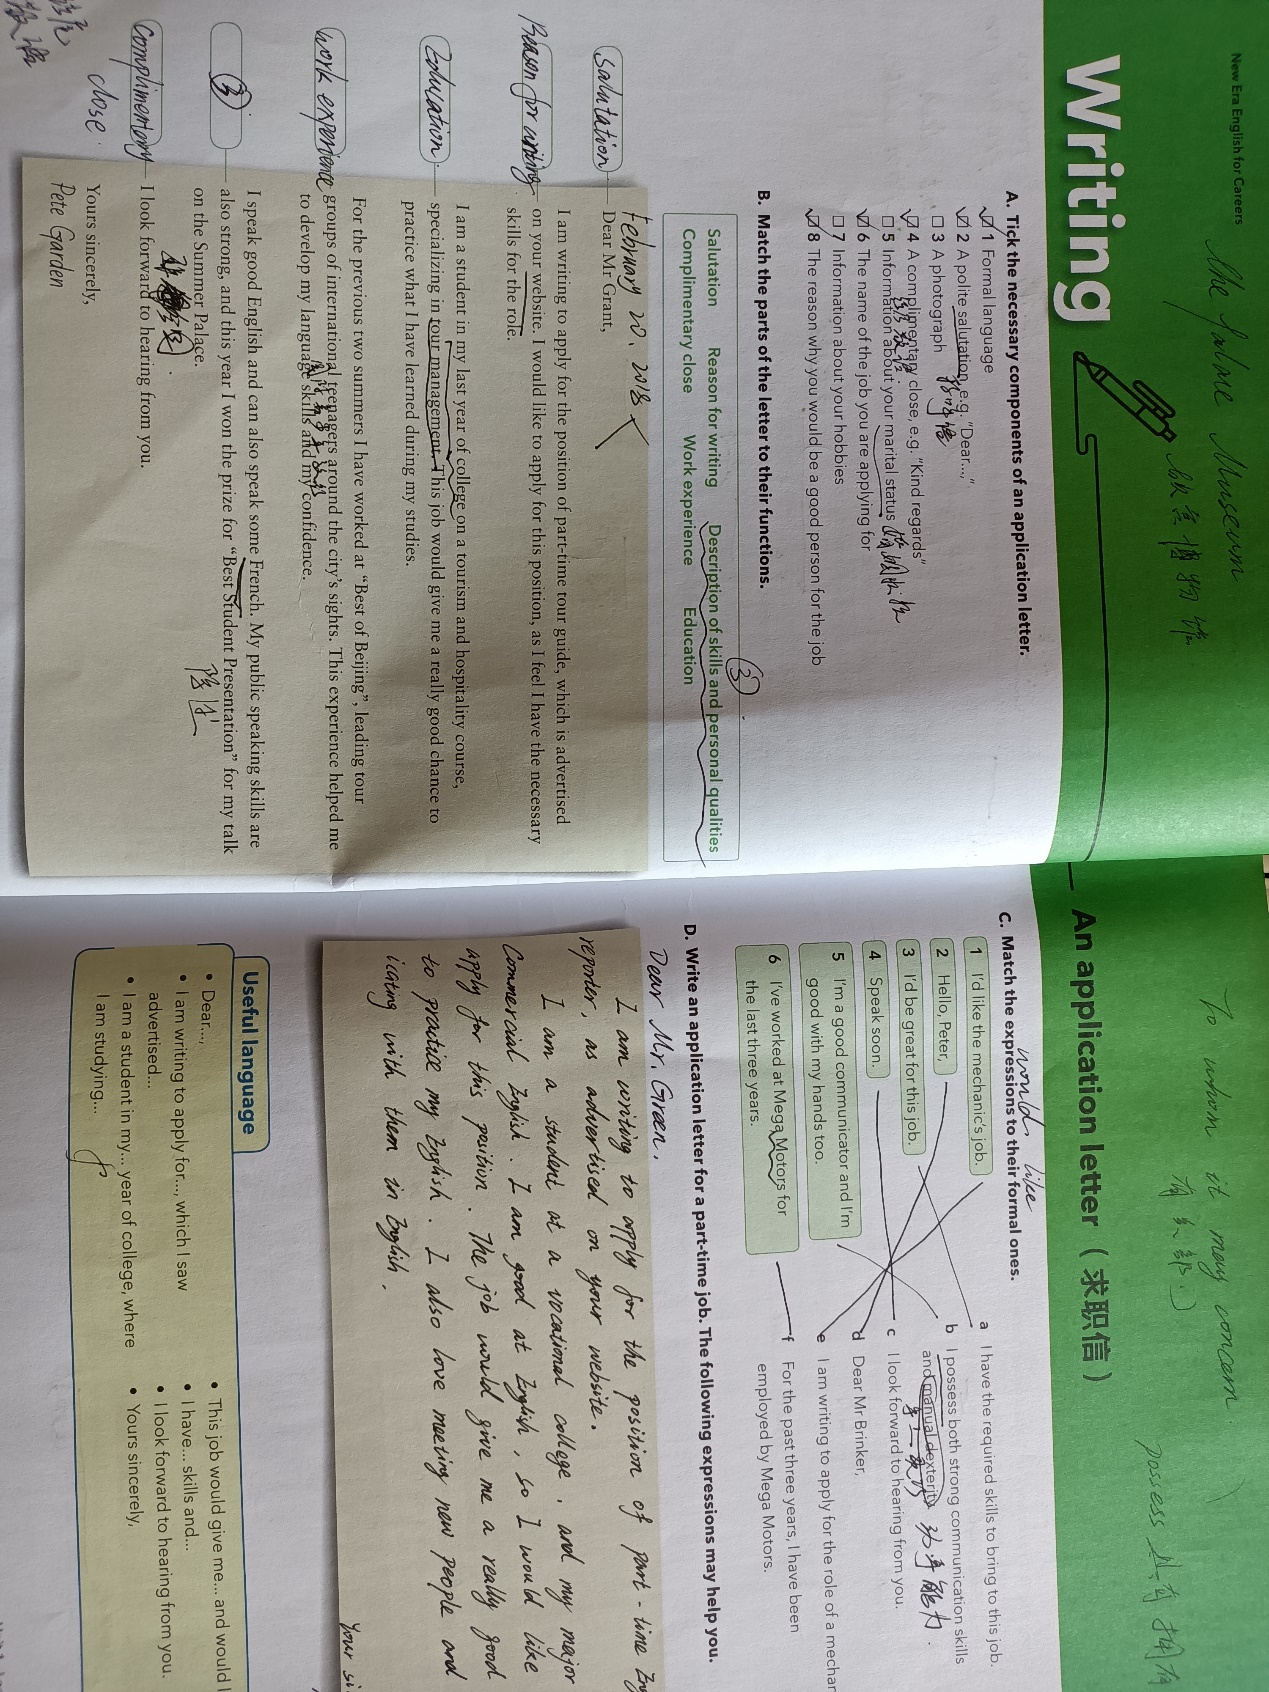 New Era English for Careers
The Palace Museum
故宫博物馆
Writing
A. Tick the necessary components of an application letter.
1 Formal language
2 A polite salutation, e.g. "Dear...,"
3 A photograph
4 A complimentary close, e.g. "Kind regards"
5 Information about your marital status 婚姻状况
6 The name of the job you are applying for
7 Information about your hobbies
8 The reason why you would be a good person for the job
B. Match the parts of the letter to their functions.
③
Salutation Reason for writing Description of skills and personal qualities
Complimentary close Work experience Education
February 20, 2018
Salutation
Dear Mr Grant,
Reason for writing
I am writing to apply for the position of part-time tour guide, which is advertised
on your website. I would like to apply for this position, as I feel I have the necessary
skills for the role.
Education
I am a student in my last year of college on a tourism and hospitality course,
specializing in tour management. This job would give me a really good chance to
practice what I have learned during my studies.
Work experience
For the previous two summers I have worked at "Best of Beijing", leading tour
groups of international teenagers around the city's sights. This experience helped me
to develop my language skills and my confidence.
③
I speak good English and can also speak some French. My public speaking skills are
also strong, and this year I won the prize for "Best Student Presentation" for my talk
on the Summer Palace.
Complimentary
close
I look forward to hearing from you.
Yours sincerely,
Pete Garden
To whom it may concern
possess 具有 拥有
An application letter (求职信)
would like
C. Match the expressions to their formal ones.
1 I'd like the mechanic's job.
2 Hello, Peter,
3 I'd be great for this job.
4 Speak soon.
5 I'm a good communicator and I'm
good with my hands too.
6 I've worked at Mega Motors for
the last three years.
a I have the required skills to bring to this job.
b I possess both strong communication skills
and manual dexterity.
动手能力.
c I look forward to hearing from you.
d Dear Mr Brinker,
e I am writing to apply for the role of a mechan
f For the past three years, I have been
employed by Mega Motors.
D. Write an application letter for a part-time job. The following expressions may help you.
Dear Mr. Green,
I am writing to apply for the position of part-time
reporter, as advertised on your website.
I am a student at a vocational college, and my major
Commercial English. I am good at English, so I would like
apply for this position. The job would give me a really good
to practice my English. I also love meeting new people and
icating with them in English.
Your si
Useful language
• Dear...,
• I am writing to apply for..., which I saw
advertised...
• I am a student in my... year of college, where
I am studying...
• This job would give me... and would l
• I have... skills and...
• I look forward to hearing from you.
• Yours sincerely,